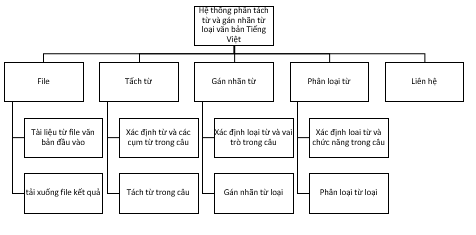 Hệ thống phân tách
từ và gán nhãn từ
loại văn bản Tiếng
Việt
File
Tách từ
Gán nhãn từ
Phân loại từ
Liên hệ
Tài liệu từ file văn
bản đầu vào
Xác định từ và các
cụm từ trong câu
Xác định loại từ và vai
trò trong câu
Xác định loai từ và
chức năng trong câu
tải xuống file kết quả
Tách từ trong câu
Gán nhãn từ loại
Phân loại từ loại